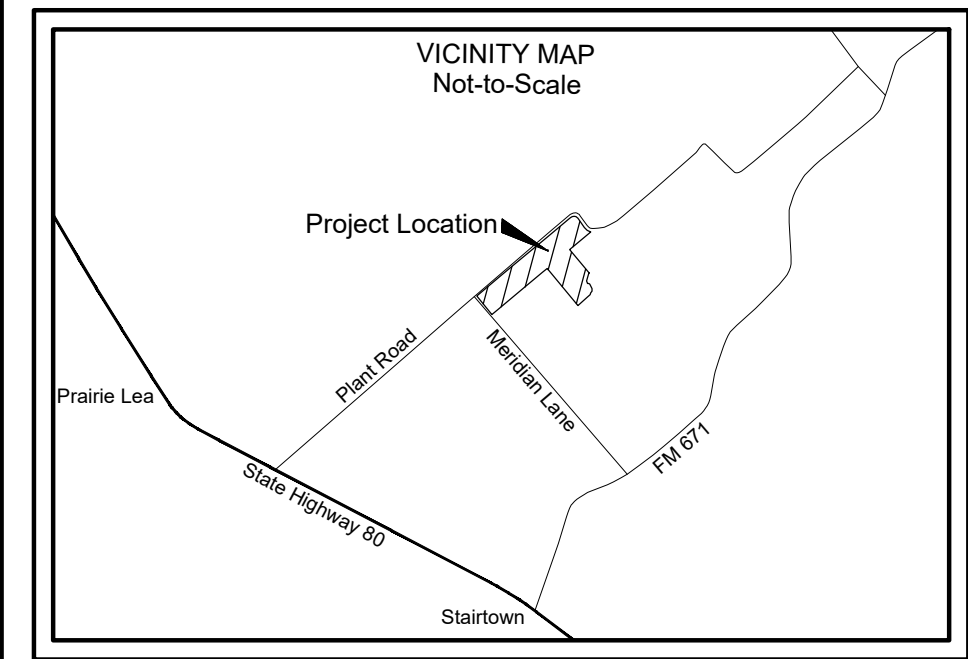 VICINITY MAP
Not-to-Scale
Project Location
Plant Road
Meridian Lane
Prairie Lea
FM 671
State Highway 80
Stairtown